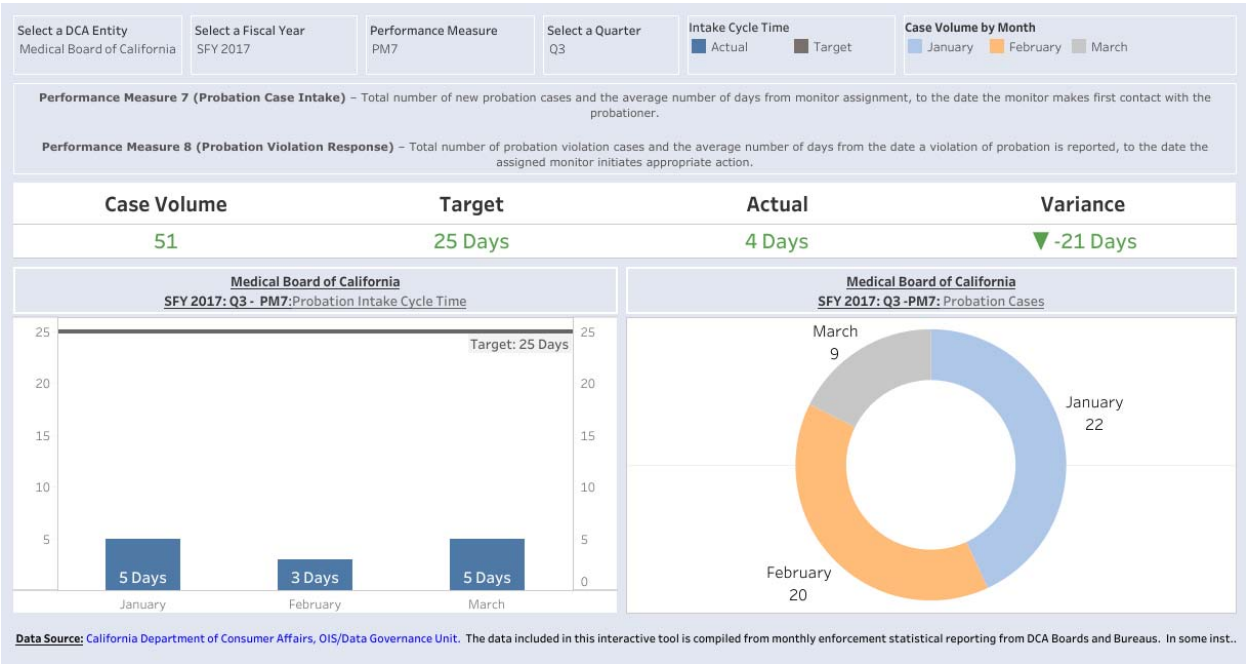 Select a DCA Entity
Medical Board of California
Select a Fiscal Year
SFY 2017
Performance Measure
PM7
Select a Quarter
Q3
Intake Cycle Time
Actual
Target
Case Volume by Month
January
February
March
Performance Measure 7 (Probation Case Intake) – Total number of new probation cases and the average number of days from monitor assignment, to the date the monitor makes first contact with the
probationer.
Performance Measure 8 (Probation Violation Response) – Total number of probation violation cases and the average number of days from the date a violation of probation is reported, to the date the
assigned monitor initiates appropriate action.
Case Volume
Target
Actual
Variance
51
25 Days
4 Days
▼ -21 Days
Medical Board of California
SFY 2017: Q3 - PM7:Probation Intake Cycle Time
25
20
15
10
5
Target: 25 Days
25
20
15
10
5
0
5 Days
3 Days
5 Days
January
February
March
Medical Board of California
SFY 2017: Q3 -PM7: Probation Cases
March
9
January
22
February
20
Data Source: California Department of Consumer Affairs, OIS/Data Governance Unit. The data included in this interactive tool is compiled from monthly enforcement statistical reporting from DCA Boards and Bureaus. In some inst..